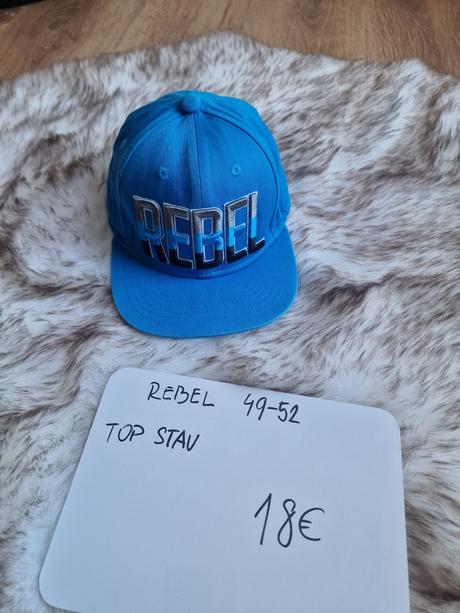 REBEL
REBEL 49-52
TOP STAV
18€